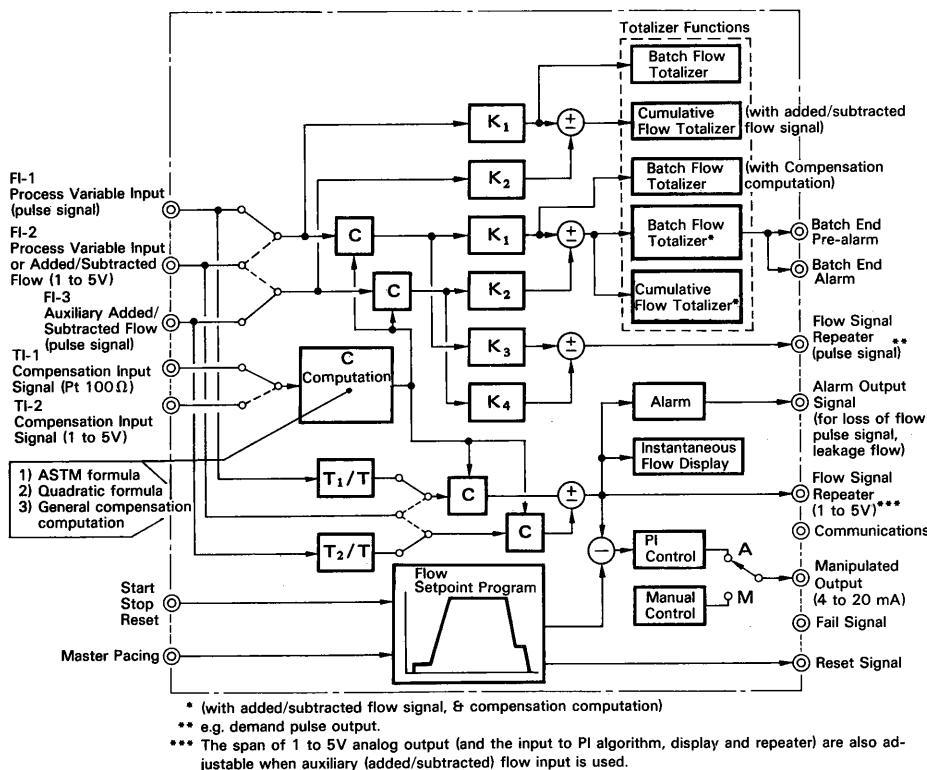 Totalizer Functions
Batch Flow
Totalizer
K1
±
Cumulative
Flow Totalizer
(with added/subtracted
flow signal)
K2
Batch Flow
Totalizer
(with Compensation
computation)
FI-1
Process Variable Input
(pulse signal)
FI-2
Process Variable Input
or Added/Subtracted
Flow (1 to 5V)
FI-3
Auxiliary Added/
Subtracted Flow
(pulse signal)
TI-1
Compensation Input
Signal (Pt 100Ω)
TI-2
Compensation Input
Signal (1 to 5V)
C
K1
±
Batch Flow
Totalizer*
Batch End
Pre-alarm
Batch End
Alarm
C
K2
Cumulative
Flow Totalizer*
K3
±
Flow Signal
Repeater
(pulse signal)**
C
Computation
K4
Alarm
Alarm Output
Signal
(for loss of flow
pulse signal,
leakage flow)
Instantaneous
Flow Display
1) ASTM formula
2) Quadratic formula
3) General compensation
computation
T1/T
C
±
Flow Signal
Repeater
(1 to 5V)***
T2/T
C
Communications
−
PI
Control
A
Manipulated
Output
(4 to 20 mA)
Manual
Control
M
Fail Signal
Start
Stop
Reset
Flow
Setpoint Program
Master Pacing
Reset Signal
* (with added/subtracted flow signal, & compensation computation)
** e.g. demand pulse output.
*** The span of 1 to 5V analog output (and the input to PI algorithm, display and repeater) are also ad-
justable when auxiliary (added/subtracted) flow input is used.